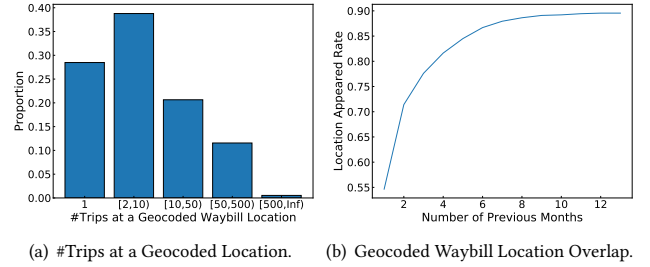 0.40
0.35
0.30
0.25
0.20
0.15
0.10
0.05
0.00
Proportion
1 [2,10) [10,50) [50,500) [500,Inf)
#Trips at a Geocoded Waybill Location
(a) #Trips at a Geocoded Location.
0.90
0.85
0.80
0.75
0.70
0.65
0.60
0.55
Location Appeared Rate
2 4 6 8 10 12
Number of Previous Months
(b) Geocoded Waybill Location Overlap.